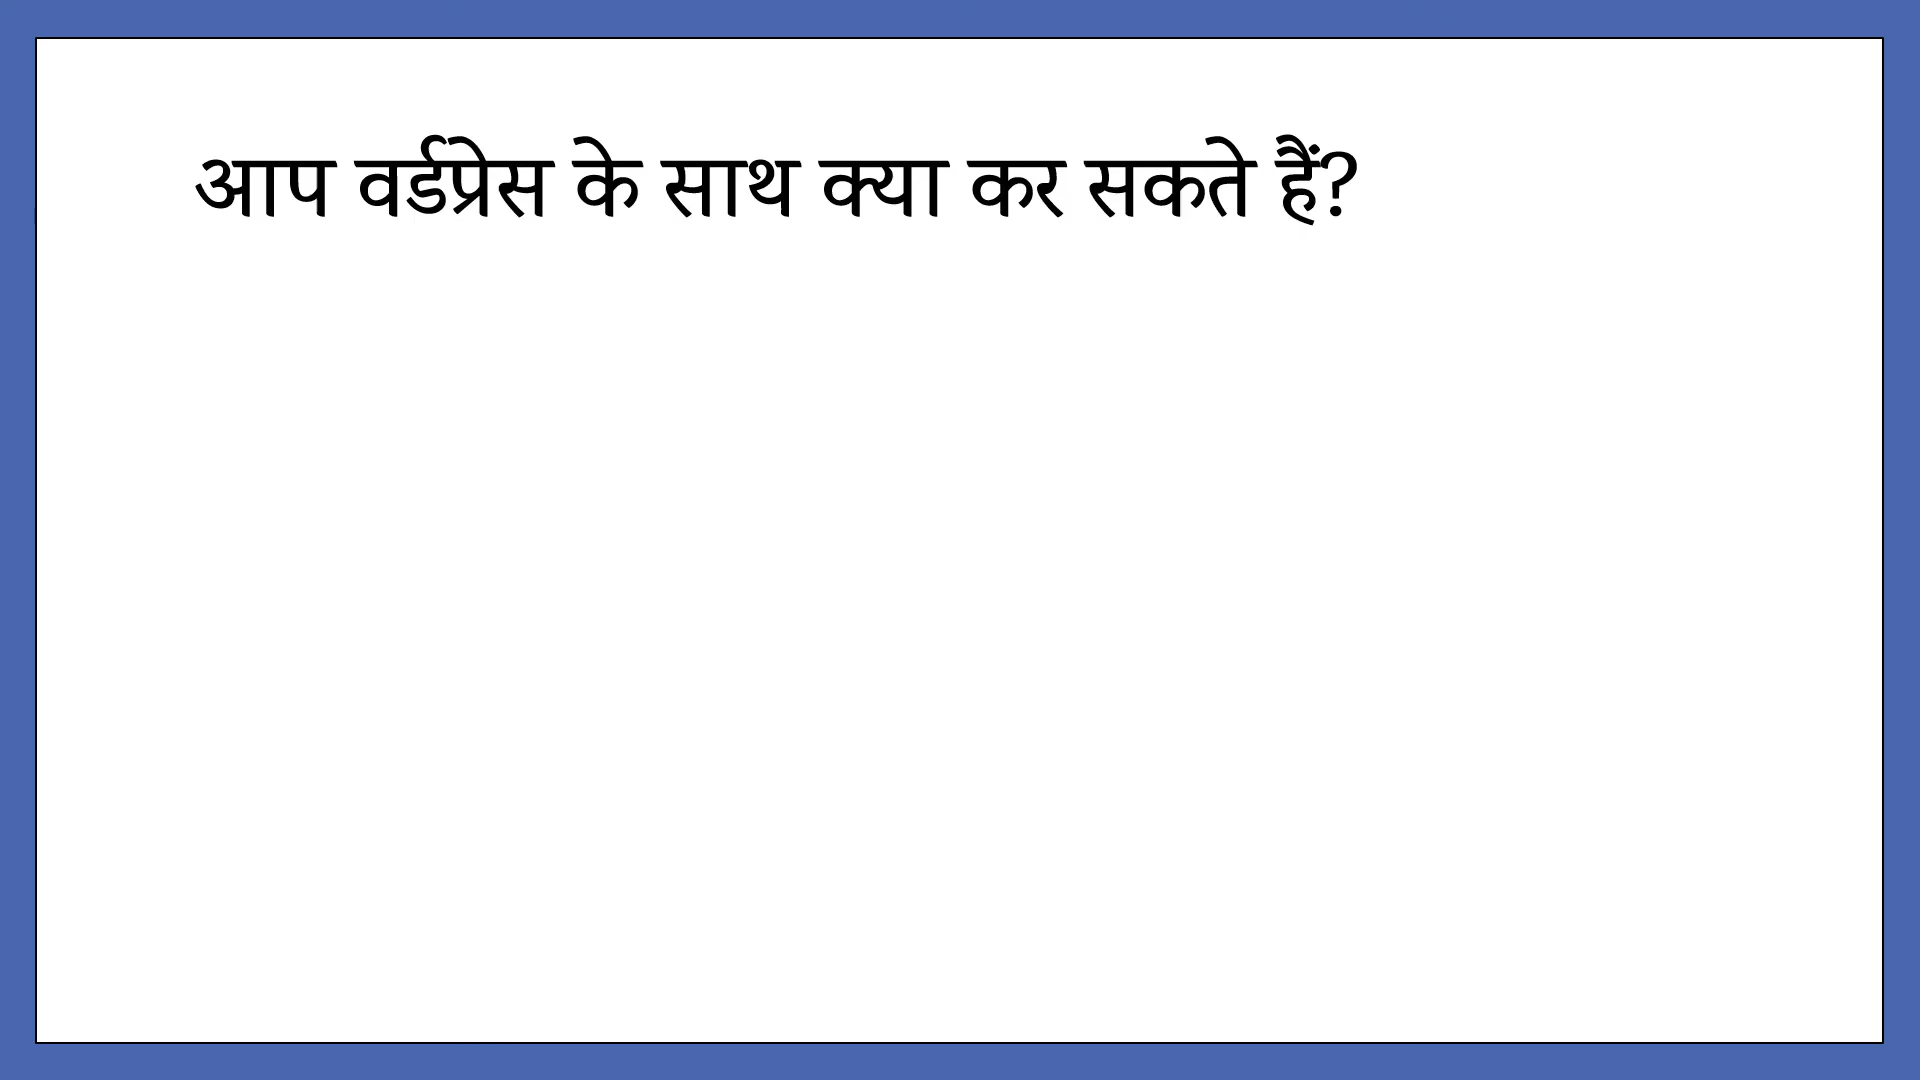 आप वर्डप्रेस के साथ क्या कर सकते हैं?